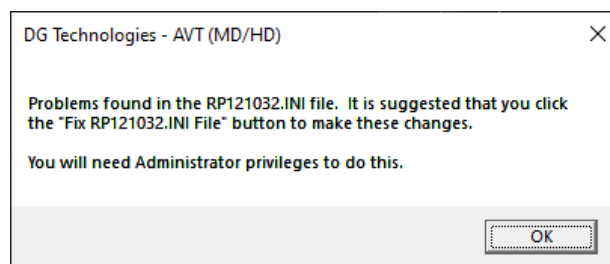 DG Technologies - AVT (MD/HD)
Problems found in the RP121032.INI file.  It is suggested that you click
the "Fix RP121032.INI File" button to make these changes.
You will need Administrator privileges to do this.
OK